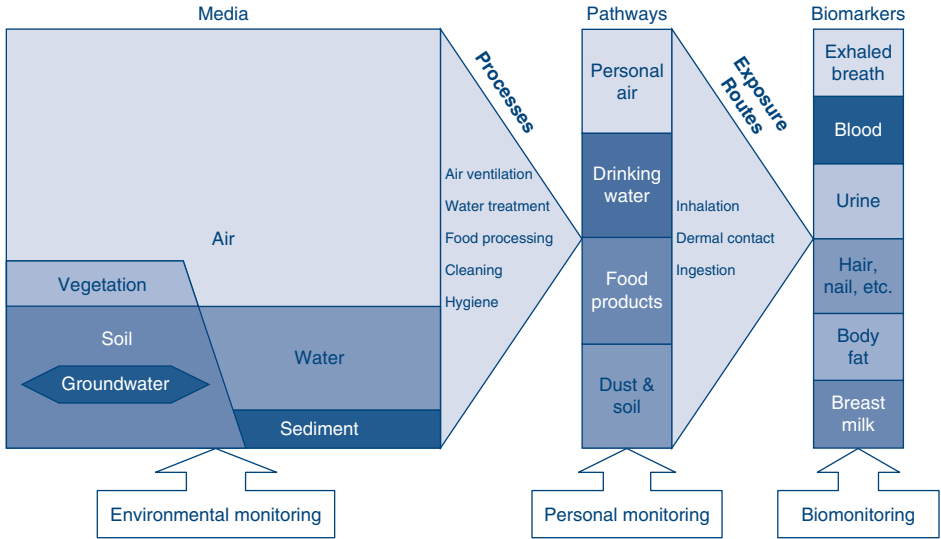 Media
Pathways
Biomarkers
Air
Vegetation
Soil
Groundwater
Water
Sediment
Processes
Air ventilation
Water treatment
Food processing
Cleaning
Hygiene
Personal
air
Drinking
water
Food
products
Dust &
soil
Exposure
Routes
Inhalation
Dermal contact
Ingestion
Exhaled
breath
Blood
Urine
Hair,
nail, etc.
Body
fat
Breast
milk
Environmental monitoring
Personal monitoring
Biomonitoring